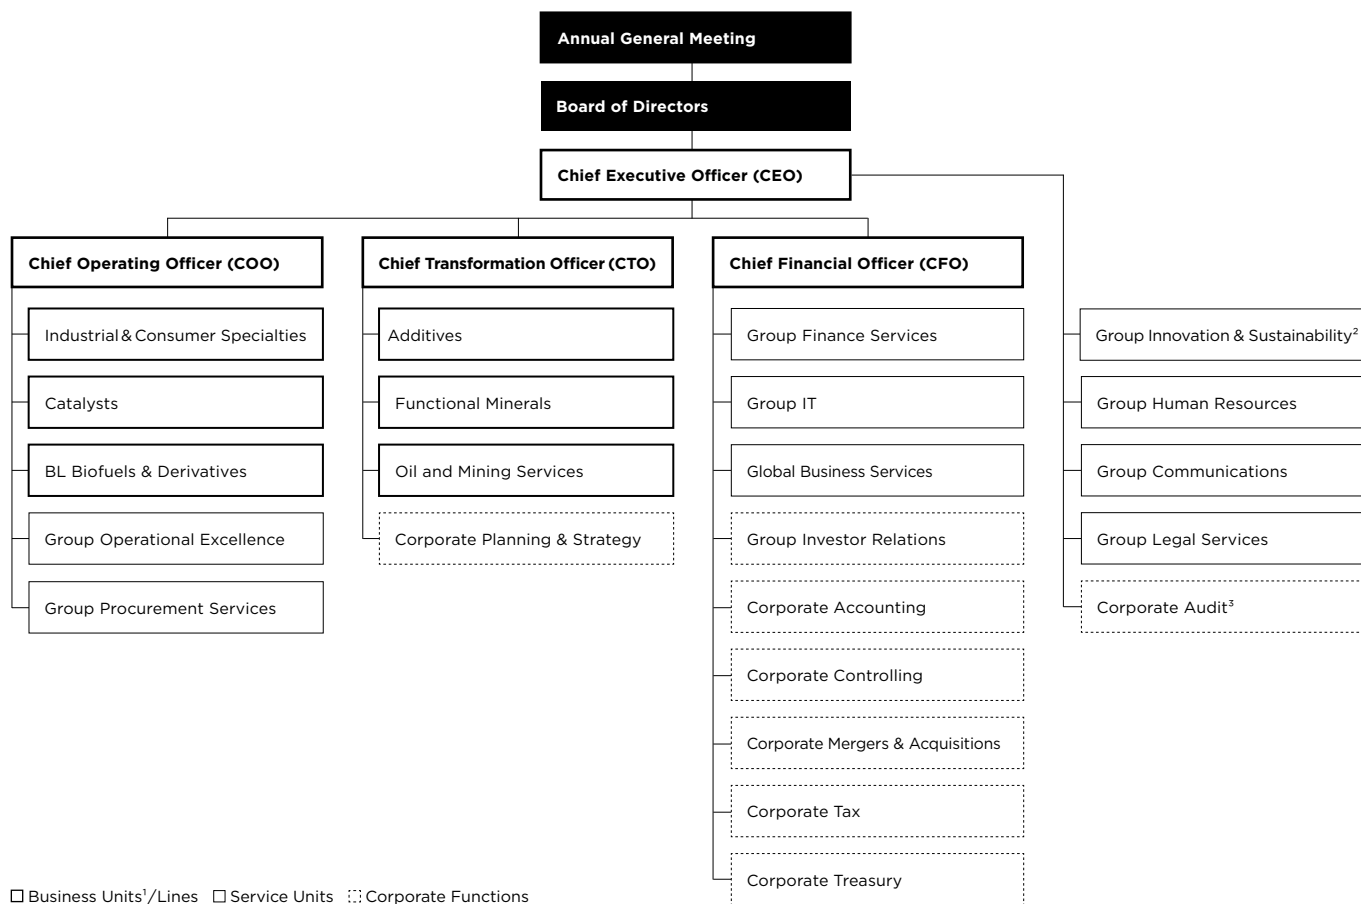 Annual General Meeting
Board of Directors
Chief Executive Officer (CEO)
Chief Operating Officer (COO)
Industrial & Consumer Specialties
Catalysts
BL Biofuels & Derivatives
Group Operational Excellence
Group Procurement Services
Chief Transformation Officer (CTO)
Additives
Functional Minerals
Oil and Mining Services
Corporate Planning & Strategy
Chief Financial Officer (CFO)
Group Finance Services
Group IT
Global Business Services
Group Investor Relations
Corporate Accounting
Corporate Controlling
Corporate Mergers & Acquisitions
Corporate Tax
Corporate Treasury
Group Innovation & Sustainability²
Group Human Resources
Group Communications
Group Legal Services
Corporate Audit³
Business Units¹/Lines Service Units Corporate Functions